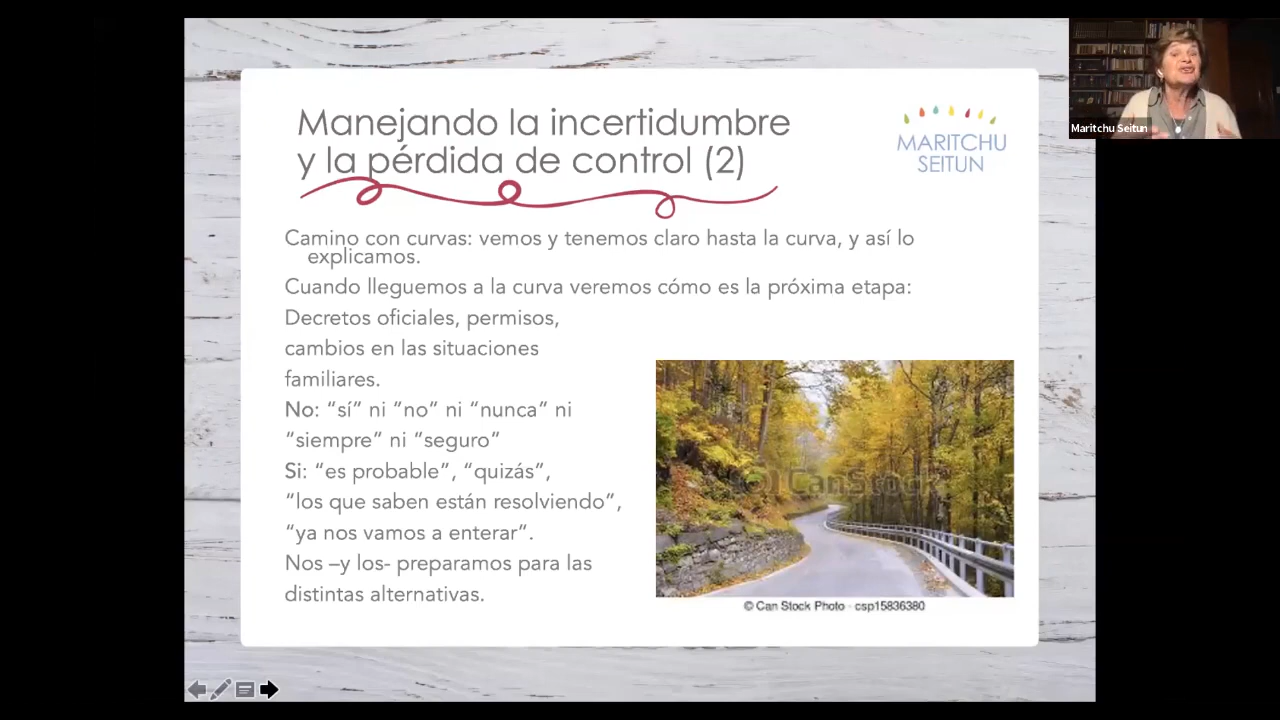 Manejando la incertidumbre
y la pérdida de control (2)
MARITCHU
SEITUN
Maritchu Seitun
Camino con curvas: vemos y tenemos claro hasta la curva, y así lo
explicamos.
Cuando lleguemos a la curva veremos cómo es la próxima etapa:
Decretos oficiales, permisos,
cambios en las situaciones
familiares.
No: “sí” ni “no” ni “nunca” ni
“siempre” ni “seguro”
Si: “es probable”, “quizás”,
“los que saben están resolviendo”,
“ya nos vamos a enterar”.
Nos –y los- preparamos para las
distintas alternativas.
CanStock
© Can Stock Photo - csp15836380